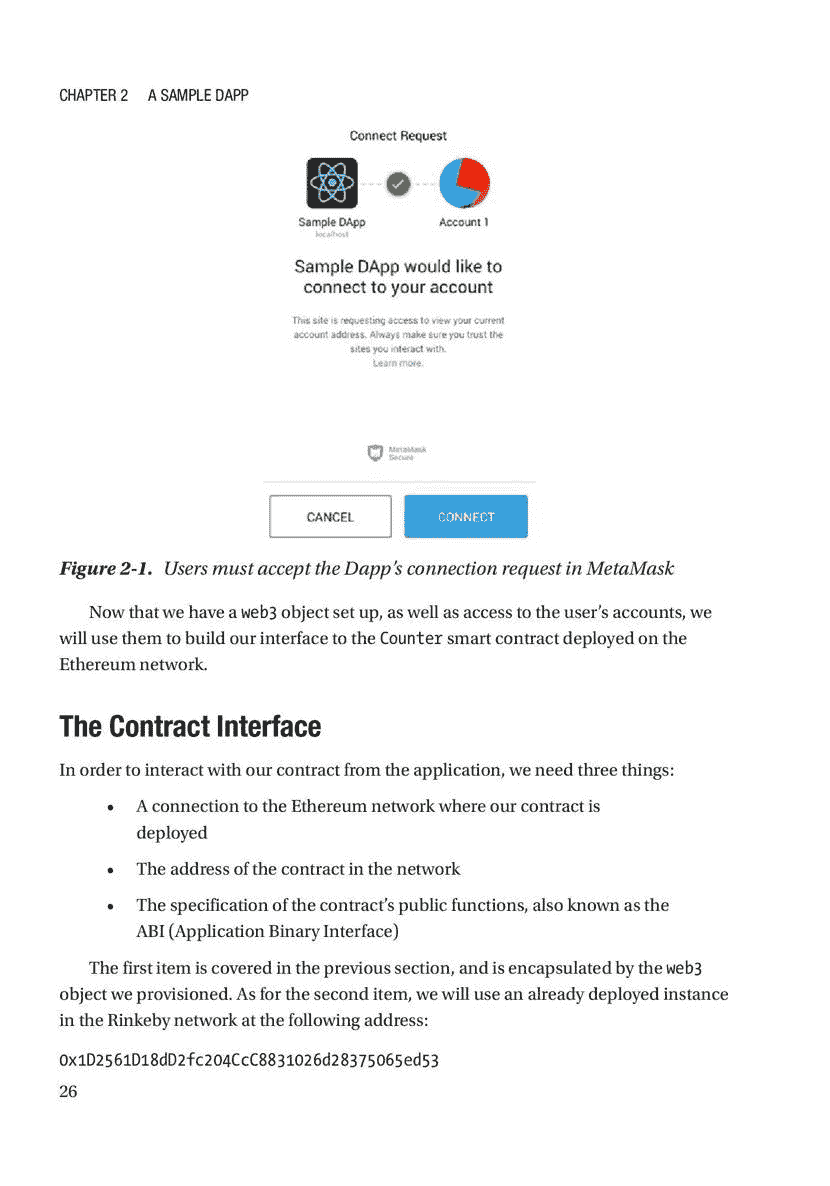 CHAPTER 2 A SAMPLE DAPP
Connect Request
Sample DApp
localhost
Account 1
Sample DApp would like to
connect to your account
This site is requesting access to view your current
account address. Always make sure you trust the
sites you interact with.
Learn more.
MetaMask
Secure
CANCEL
CONNECT
Figure 2-1. Users must accept the Dapp’s connection request in MetaMask
Now that we have a web3 object set up, as well as access to the user’s accounts, we
will use them to build our interface to the Counter smart contract deployed on the
Ethereum network.
The Contract Interface
In order to interact with our contract from the application, we need three things:
• A connection to the Ethereum network where our contract is
deployed
• The address of the contract in the network
• The specification of the contract’s public functions, also known as the
ABI (Application Binary Interface)
The first item is covered in the previous section, and is encapsulated by the web3
object we provisioned. As for the second item, we will use an already deployed instance
in the Rinkeby network at the following address:
0x1D2561D18dD2fc204CcC8831026d28375065ed53
26